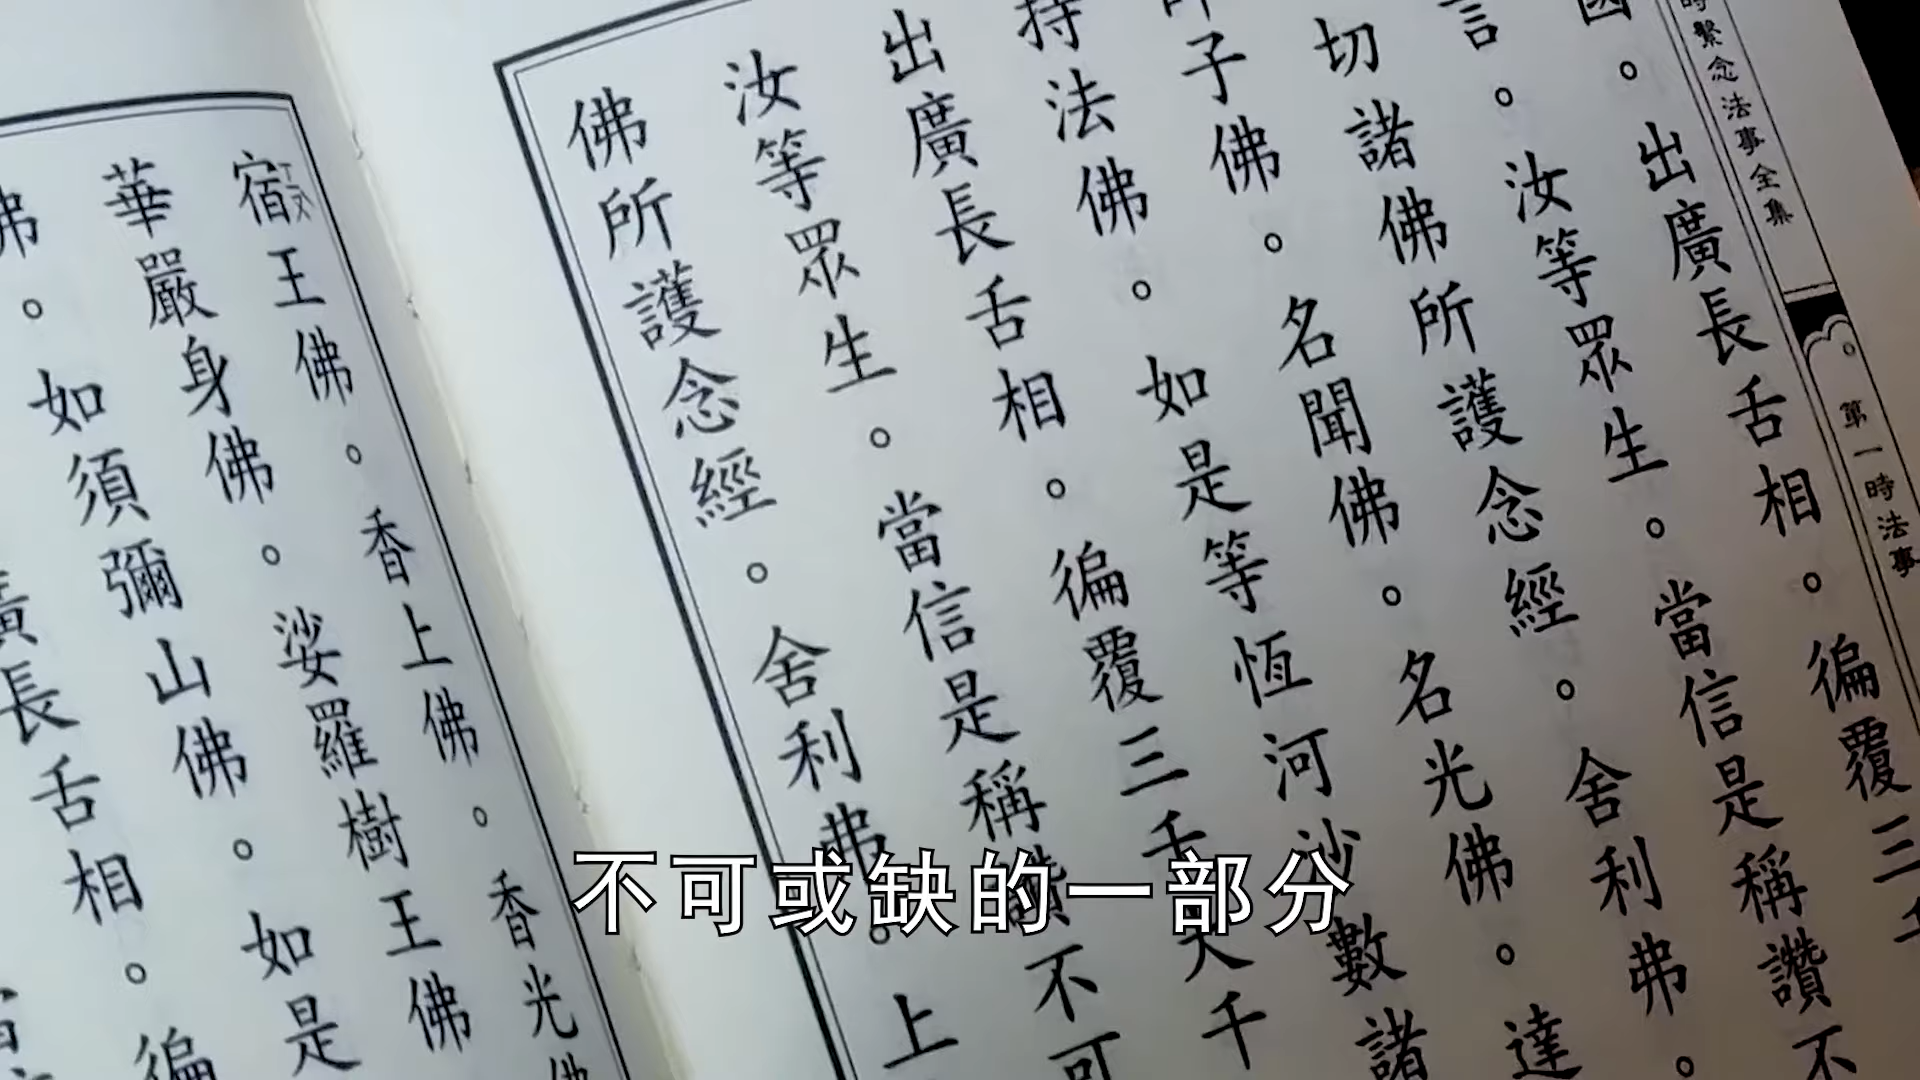 時繫念法事全集
第一時法事
國。出廣長舌相。徧覆三千
言。汝等眾生。當信是稱讚不
切諸佛所護念經。舍利弗。
子佛。名聞佛。名光佛。達
持法佛。如是等恆河沙數諸
出廣長舌相。徧覆三千大千
汝等眾生。當信是稱讚不可
佛所護念經。舍利弗。上
宿王佛。香上佛。香光佛
華嚴身佛。娑羅樹王佛
佛。如須彌山佛。如是
廣長舌相。徧
不可或缺的一部分